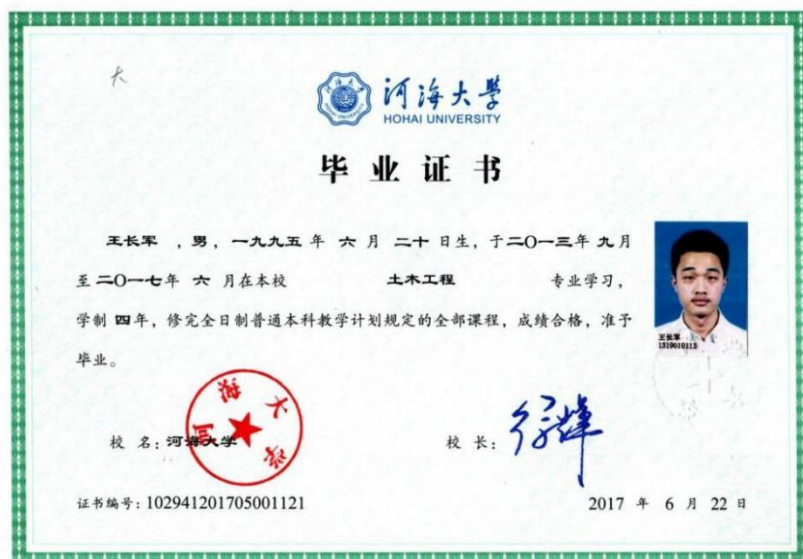 大
河海大学
HOHAI UNIVERSITY
毕业证书
王长军 ，男，一九九五 年 六 月 二十 日生，于二O一三年 九月
至 二O一七年 六 月在本校 土木工程 专业学习，
学制 四年，修完全日制普通本科教学计划规定的全部课程，成绩合格，准予
毕业。
王长军
1319010113
河海大学
校 名：河海大学
校 长：徐辉
证书编号：102941201705001121
2017 年 6 月 22 日